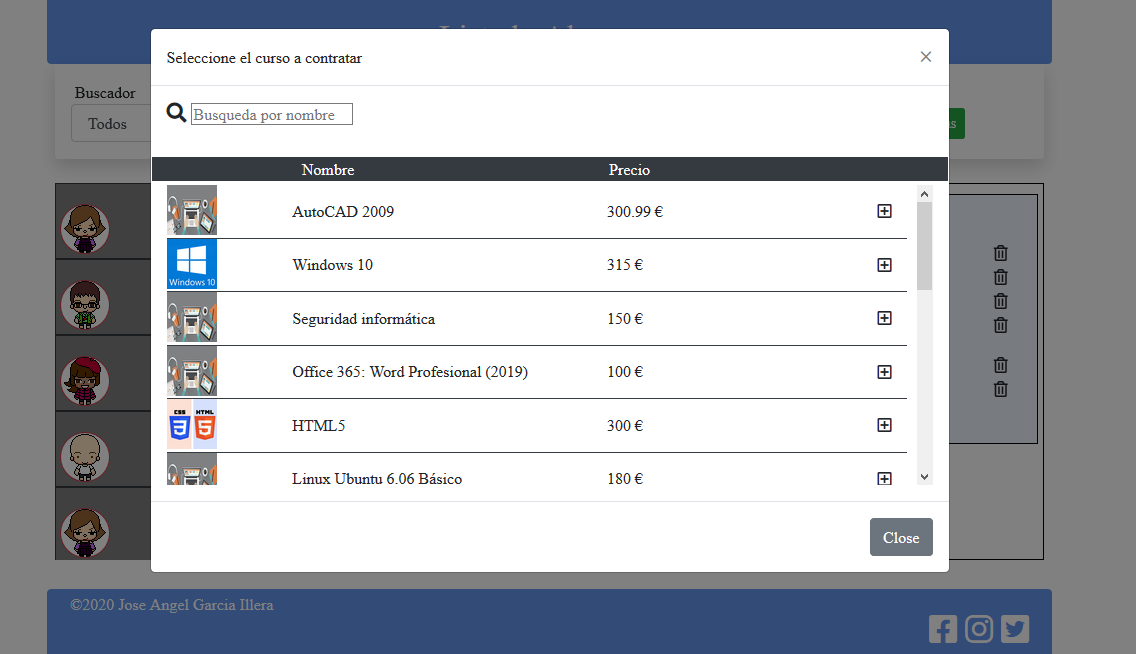 Seleccione el curso a contratar
×
Buscador
Todos
Busqueda por nombre
Nombre Precio
AutoCAD 2009 300.99 €
Windows 10
Windows 10 315 €
Seguridad informática 150 €
Office 365: Word Profesional (2019) 100 €
CSS HTML
3 5
HTML5 300 €
Linux Ubuntu 6.06 Básico 180 €
Close
©2020 Jose Angel Garcia Illera